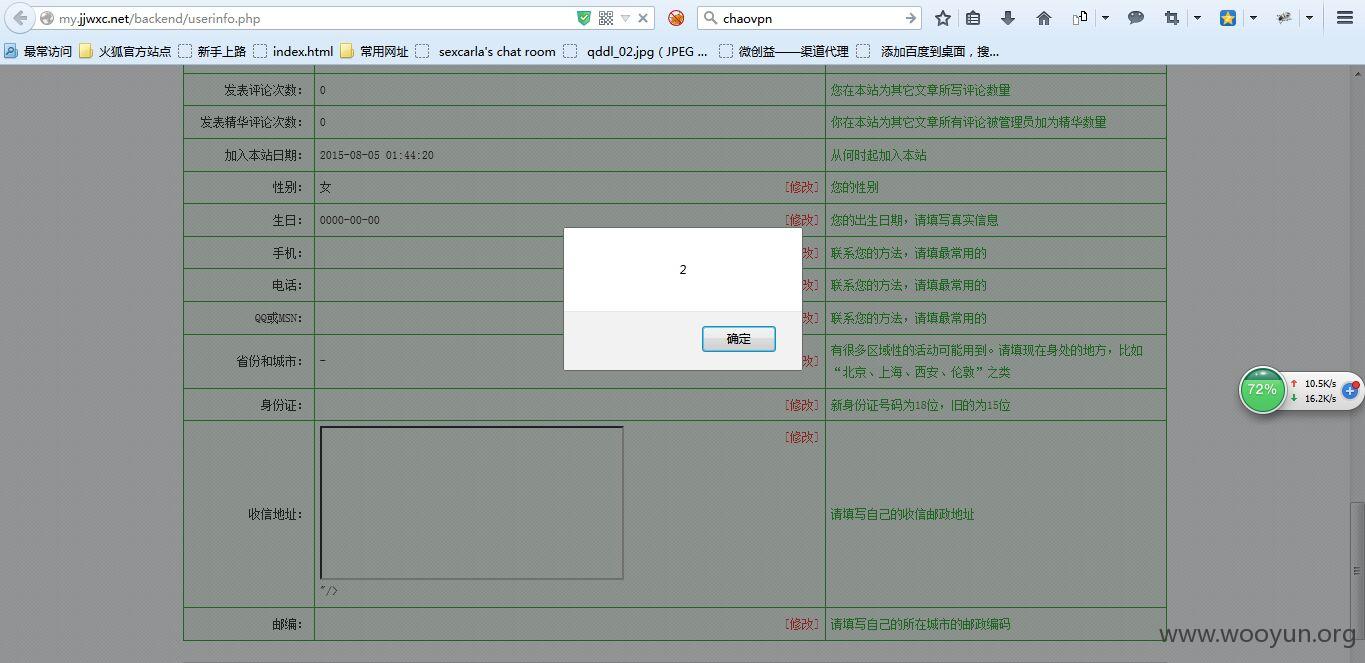 my.jjwxc.net/backend/userinfo.php
chaovpn
最常访问 火狐官方站点 新手上路 index.html 常用网址 sexcarla's chat room qddl_02.jpg ( JPEG ... 微创益——渠道代理 添加百度到桌面，搜...
发表评论次数： 0 您在本站为其它文章所写评论数量
发表精华评论次数： 0 你在本站为其它文章所有评论被管理员加为精华数量
加入本站日期： 2015-08-05 01:44:20 从何时起加入本站
性别： 女 [修改] 您的性别
生日： 0000-00-00 [修改] 您的出生日期，请填写真实信息
2
手机： 改] 联系您的方法，请填最常用的
电话： 改] 联系您的方法，请填最常用的
QQ或MSN： 改] 联系您的方法，请填最常用的
确定
省份和城市： - 改] 有很多区域性的活动可能用到。请填现在身处的地方，比如
“北京、上海、西安、伦敦”之类
72% 10.5K/s
16.2K/s
身份证： [修改] 新身份证号码为18位，旧的为15位
收信地址： [修改] 请填写自己的收信邮政地址
"/>
邮编： [修改] 请填写自己的所在城市的邮政编码
www.wooyun.org